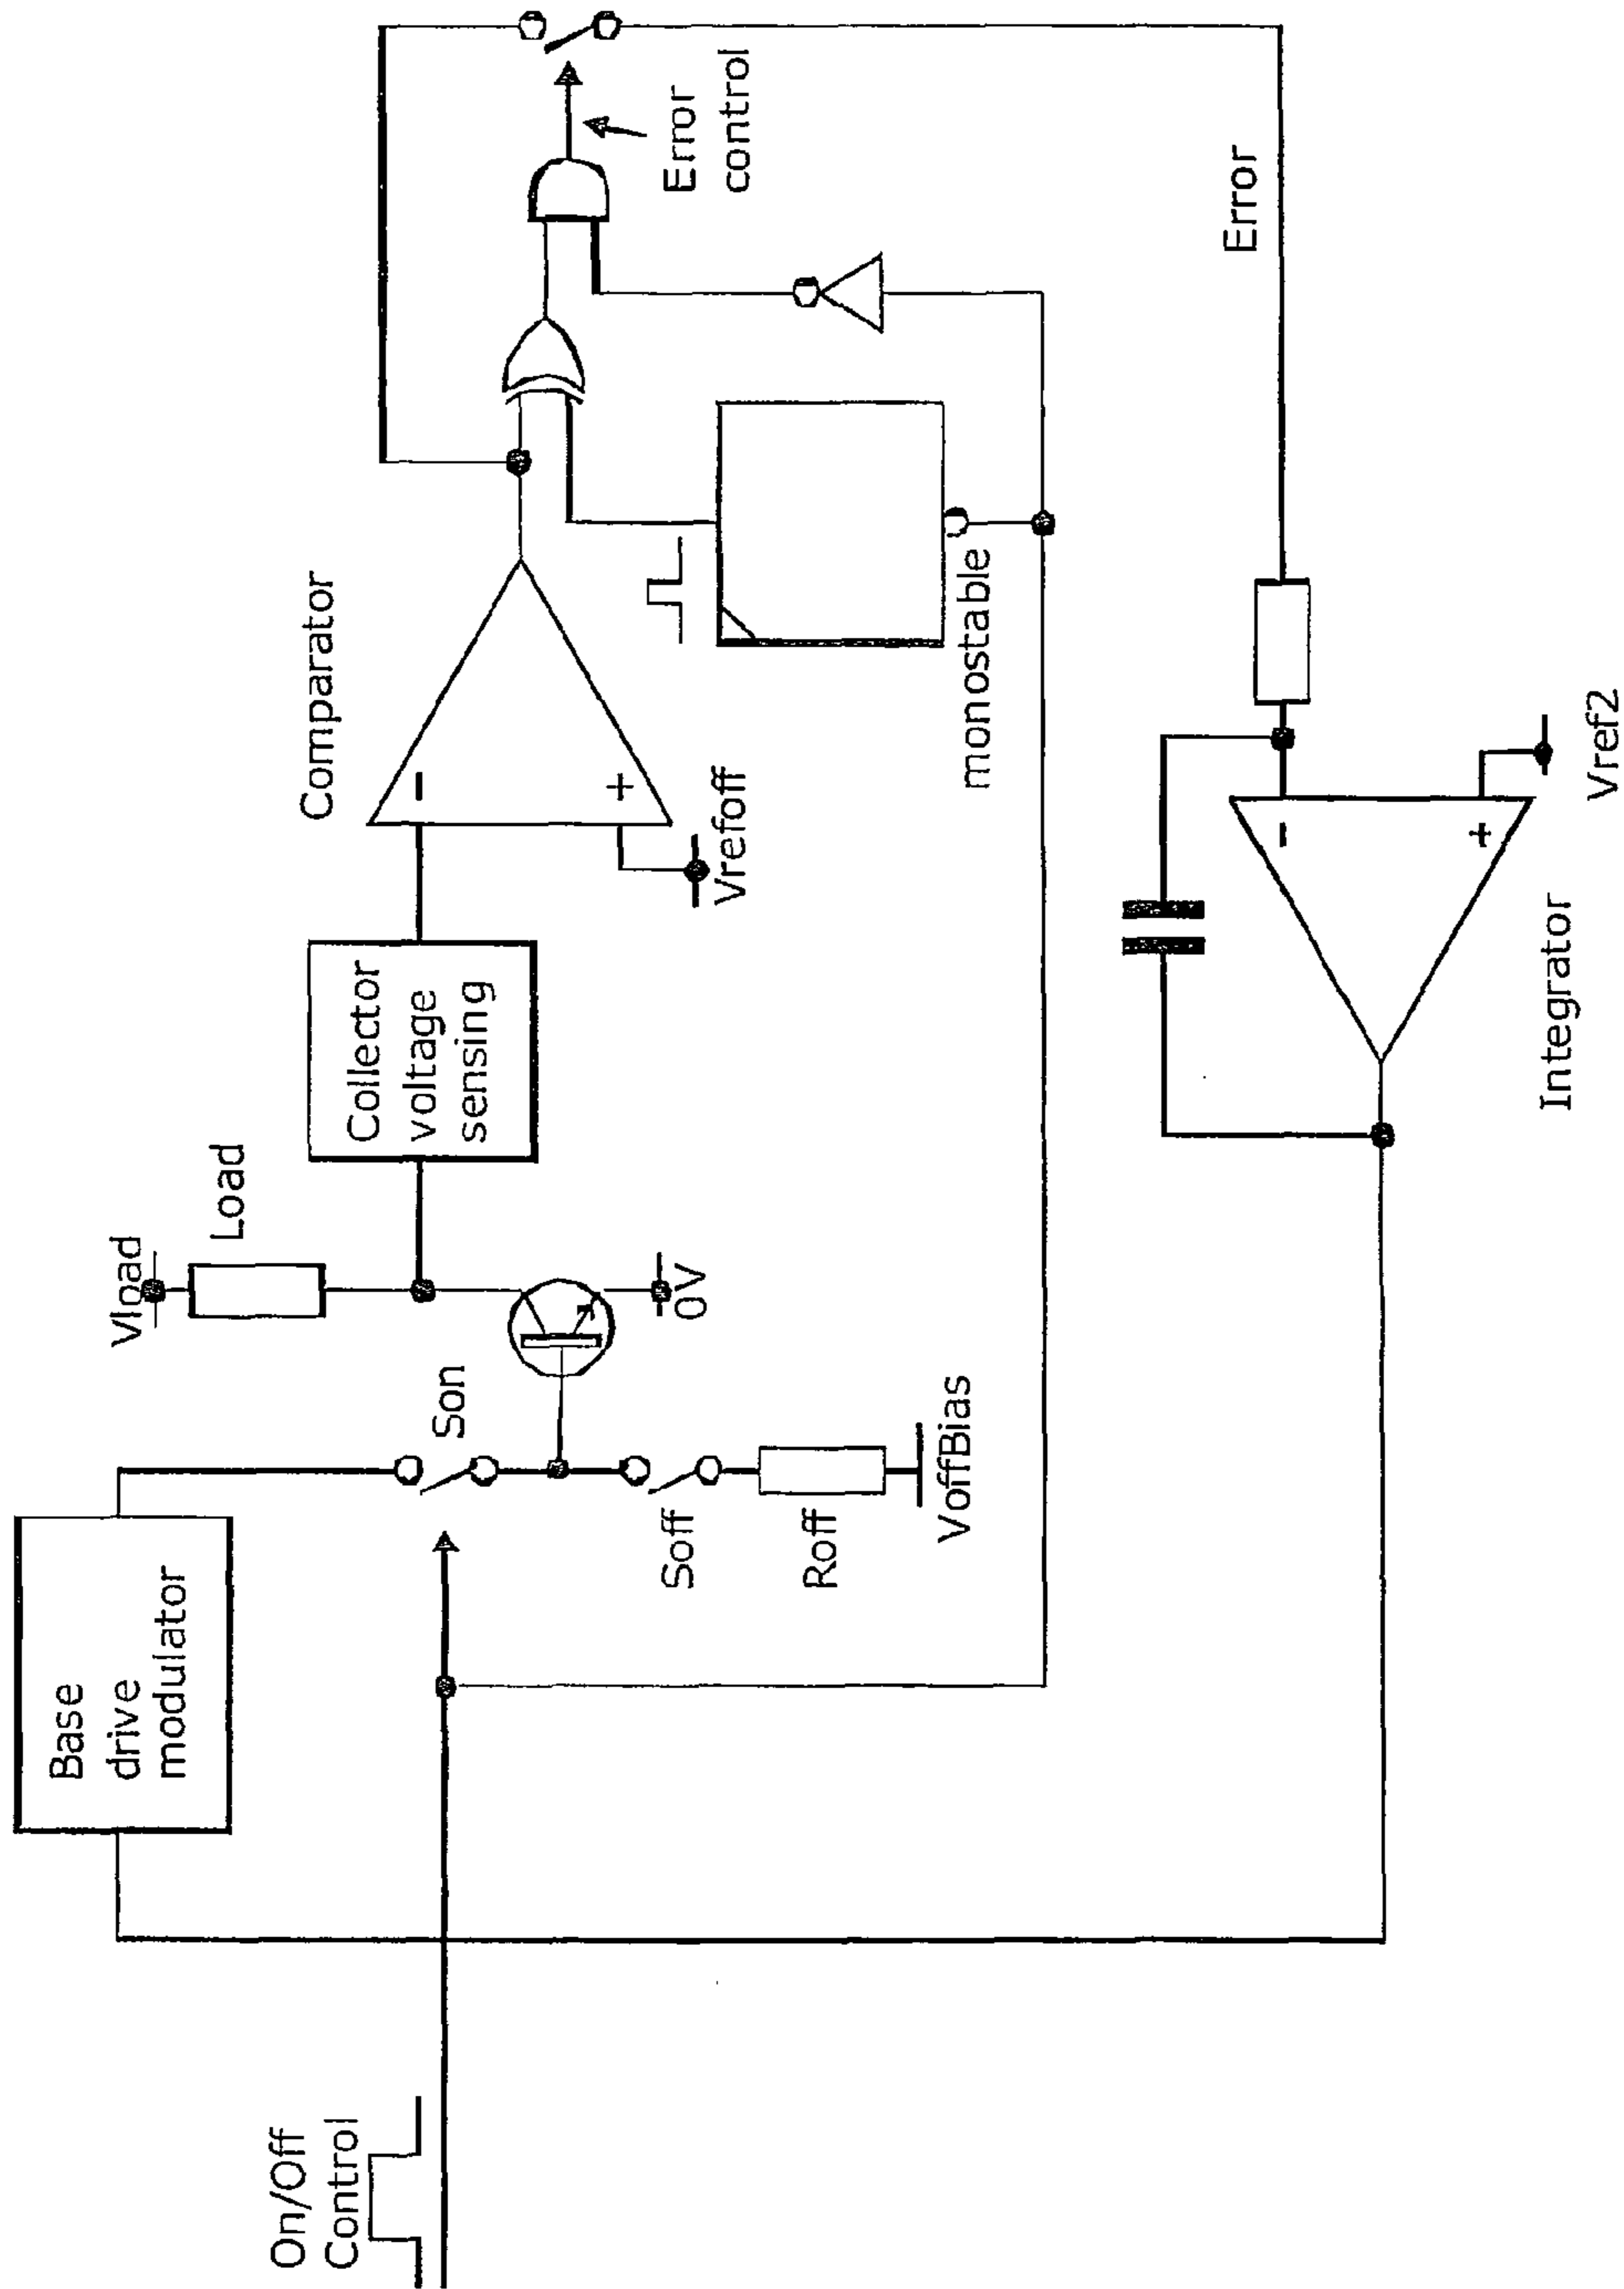 On/Off
Control
Base
drive
modulator
Son
Soff
Roff
VoffBias
Vload
Load
0V
Collector
voltage
sensing
Comparator
-
+
Vrefoff
monostable
Error
control
Error
-
+
Vref2
Integrator